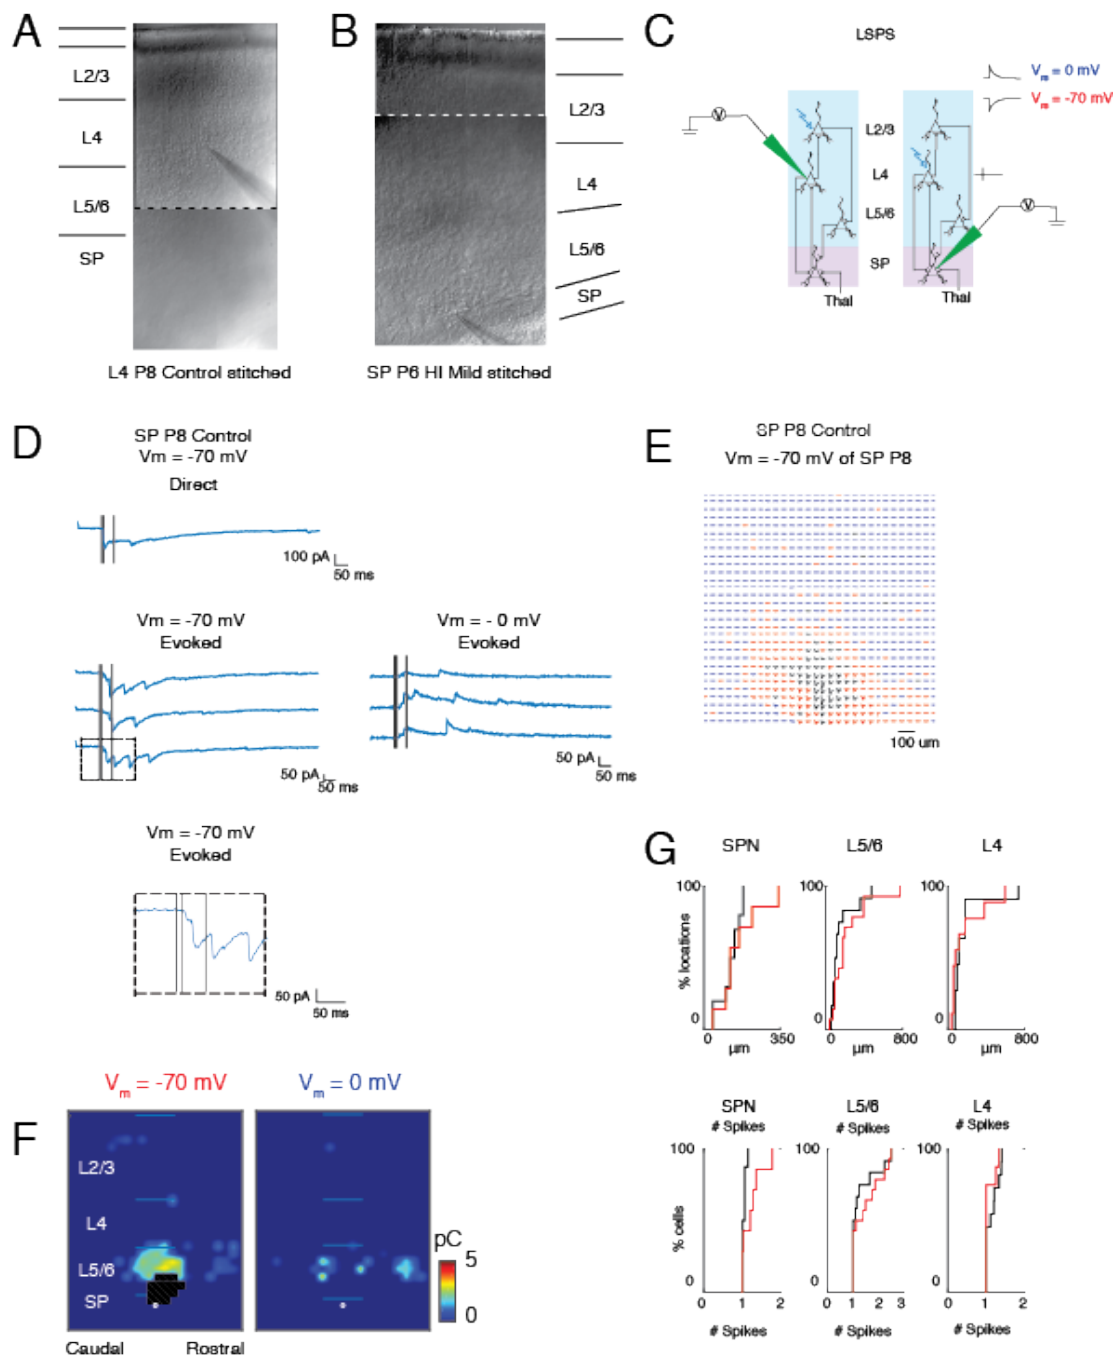 A
L2/3
L4
L5/6
SP
L4 P8 Control stitched
B
L2/3
L4
L5/6
SP
SP P6 HI Mild stitched
C
LSPS
Vm = 0 mV
Vm = -70 mV
V
L2/3
L4
L5/6
SP
V
Thal
Thal
D
SP P8 Control
Vm = -70 mV
Direct
100 pA
50 ms
Vm = -70 mV
Evoked
50 pA
50 ms
Vm = - 0 mV
Evoked
50 pA
50 ms
Vm = -70 mV
Evoked
50 pA
50 ms
E
SP P8 Control
Vm = -70 mV of SP P8
100 um
F
Vm = -70 mV
Vm = 0 mV
L2/3
L4
L5/6
SP
pC
5
0
Caudal
Rostral
G
SPN
L5/6
L4
100
100
100
% locations
0
0
0
0
350
0
800
0
800
µm
µm
µm
SPN
L5/6
L4
# Spikes
# Spikes
# Spikes
100
100
100
% cells
0
0
0
0
1
2
0
1
2
3
0
1
2
# Spikes
# Spikes
# Spikes